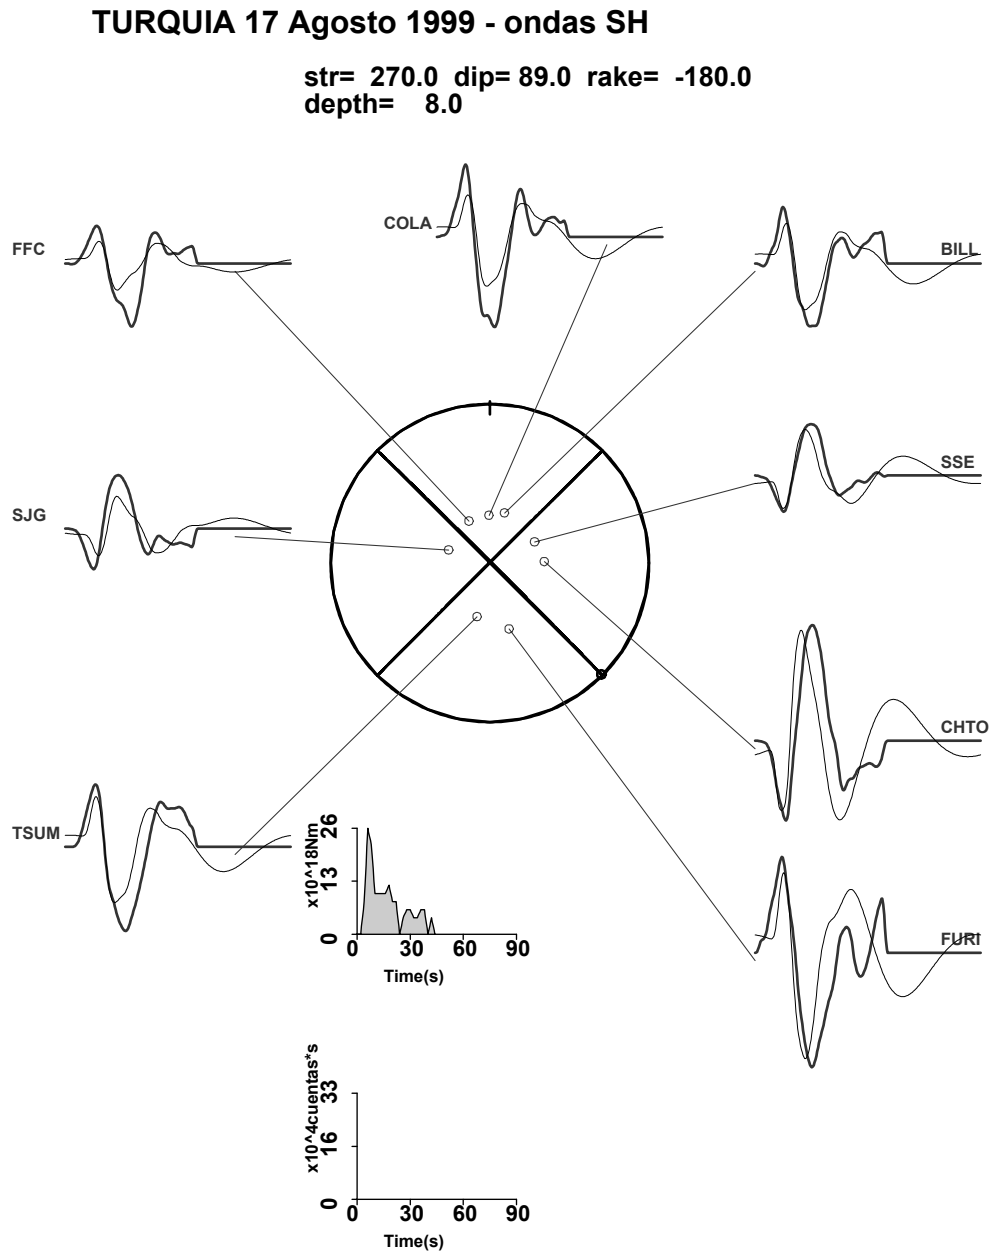 TURQUIA 17 Agosto 1999 - ondas SH
str= 270.0 dip= 89.0 rake= -180.0
depth= 8.0
COLA
FFC
BILL
SSE
SJG
CHTO
TSUM
FURI
x10^18Nm
0 13 26
0 30 60 90
Time(s)
x10^4cuentas*s
0 16 33
0 30 60 90
Time(s)